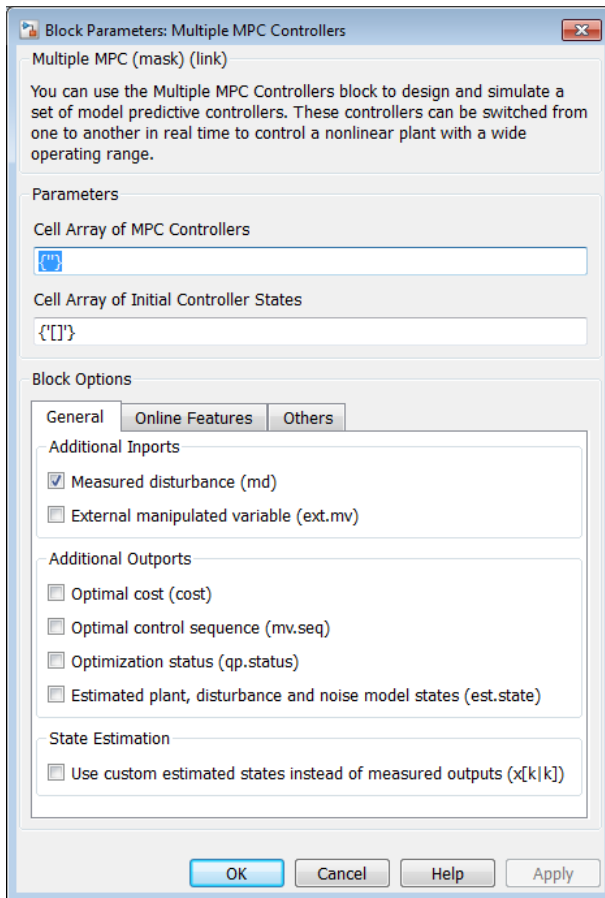 Block Parameters: Multiple MPC Controllers
Multiple MPC (mask) (link)
You can use the Multiple MPC Controllers block to design and simulate a
set of model predictive controllers. These controllers can be switched from
one to another in real time to control a nonlinear plant with a wide
operating range.
Parameters
Cell Array of MPC Controllers
{''}
Cell Array of Initial Controller States
{'[]'}
Block Options
General Online Features Others
Additional Inports
Measured disturbance (md)
External manipulated variable (ext.mv)
Additional Outports
Optimal cost (cost)
Optimal control sequence (mv.seq)
Optimization status (qp.status)
Estimated plant, disturbance and noise model states (est.state)
State Estimation
Use custom estimated states instead of measured outputs (x[k|k])
OK Cancel Help Apply